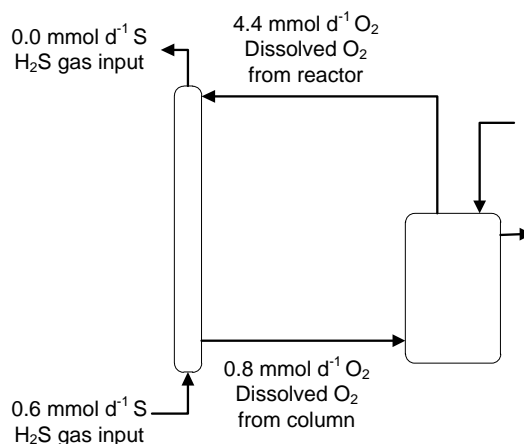 0.0 mmol d⁻¹ S
H₂S gas input
4.4 mmol d⁻¹ O₂
Dissolved O₂
from reactor
0.8 mmol d⁻¹ O₂
Dissolved O₂
from column
0.6 mmol d⁻¹ S
H₂S gas input